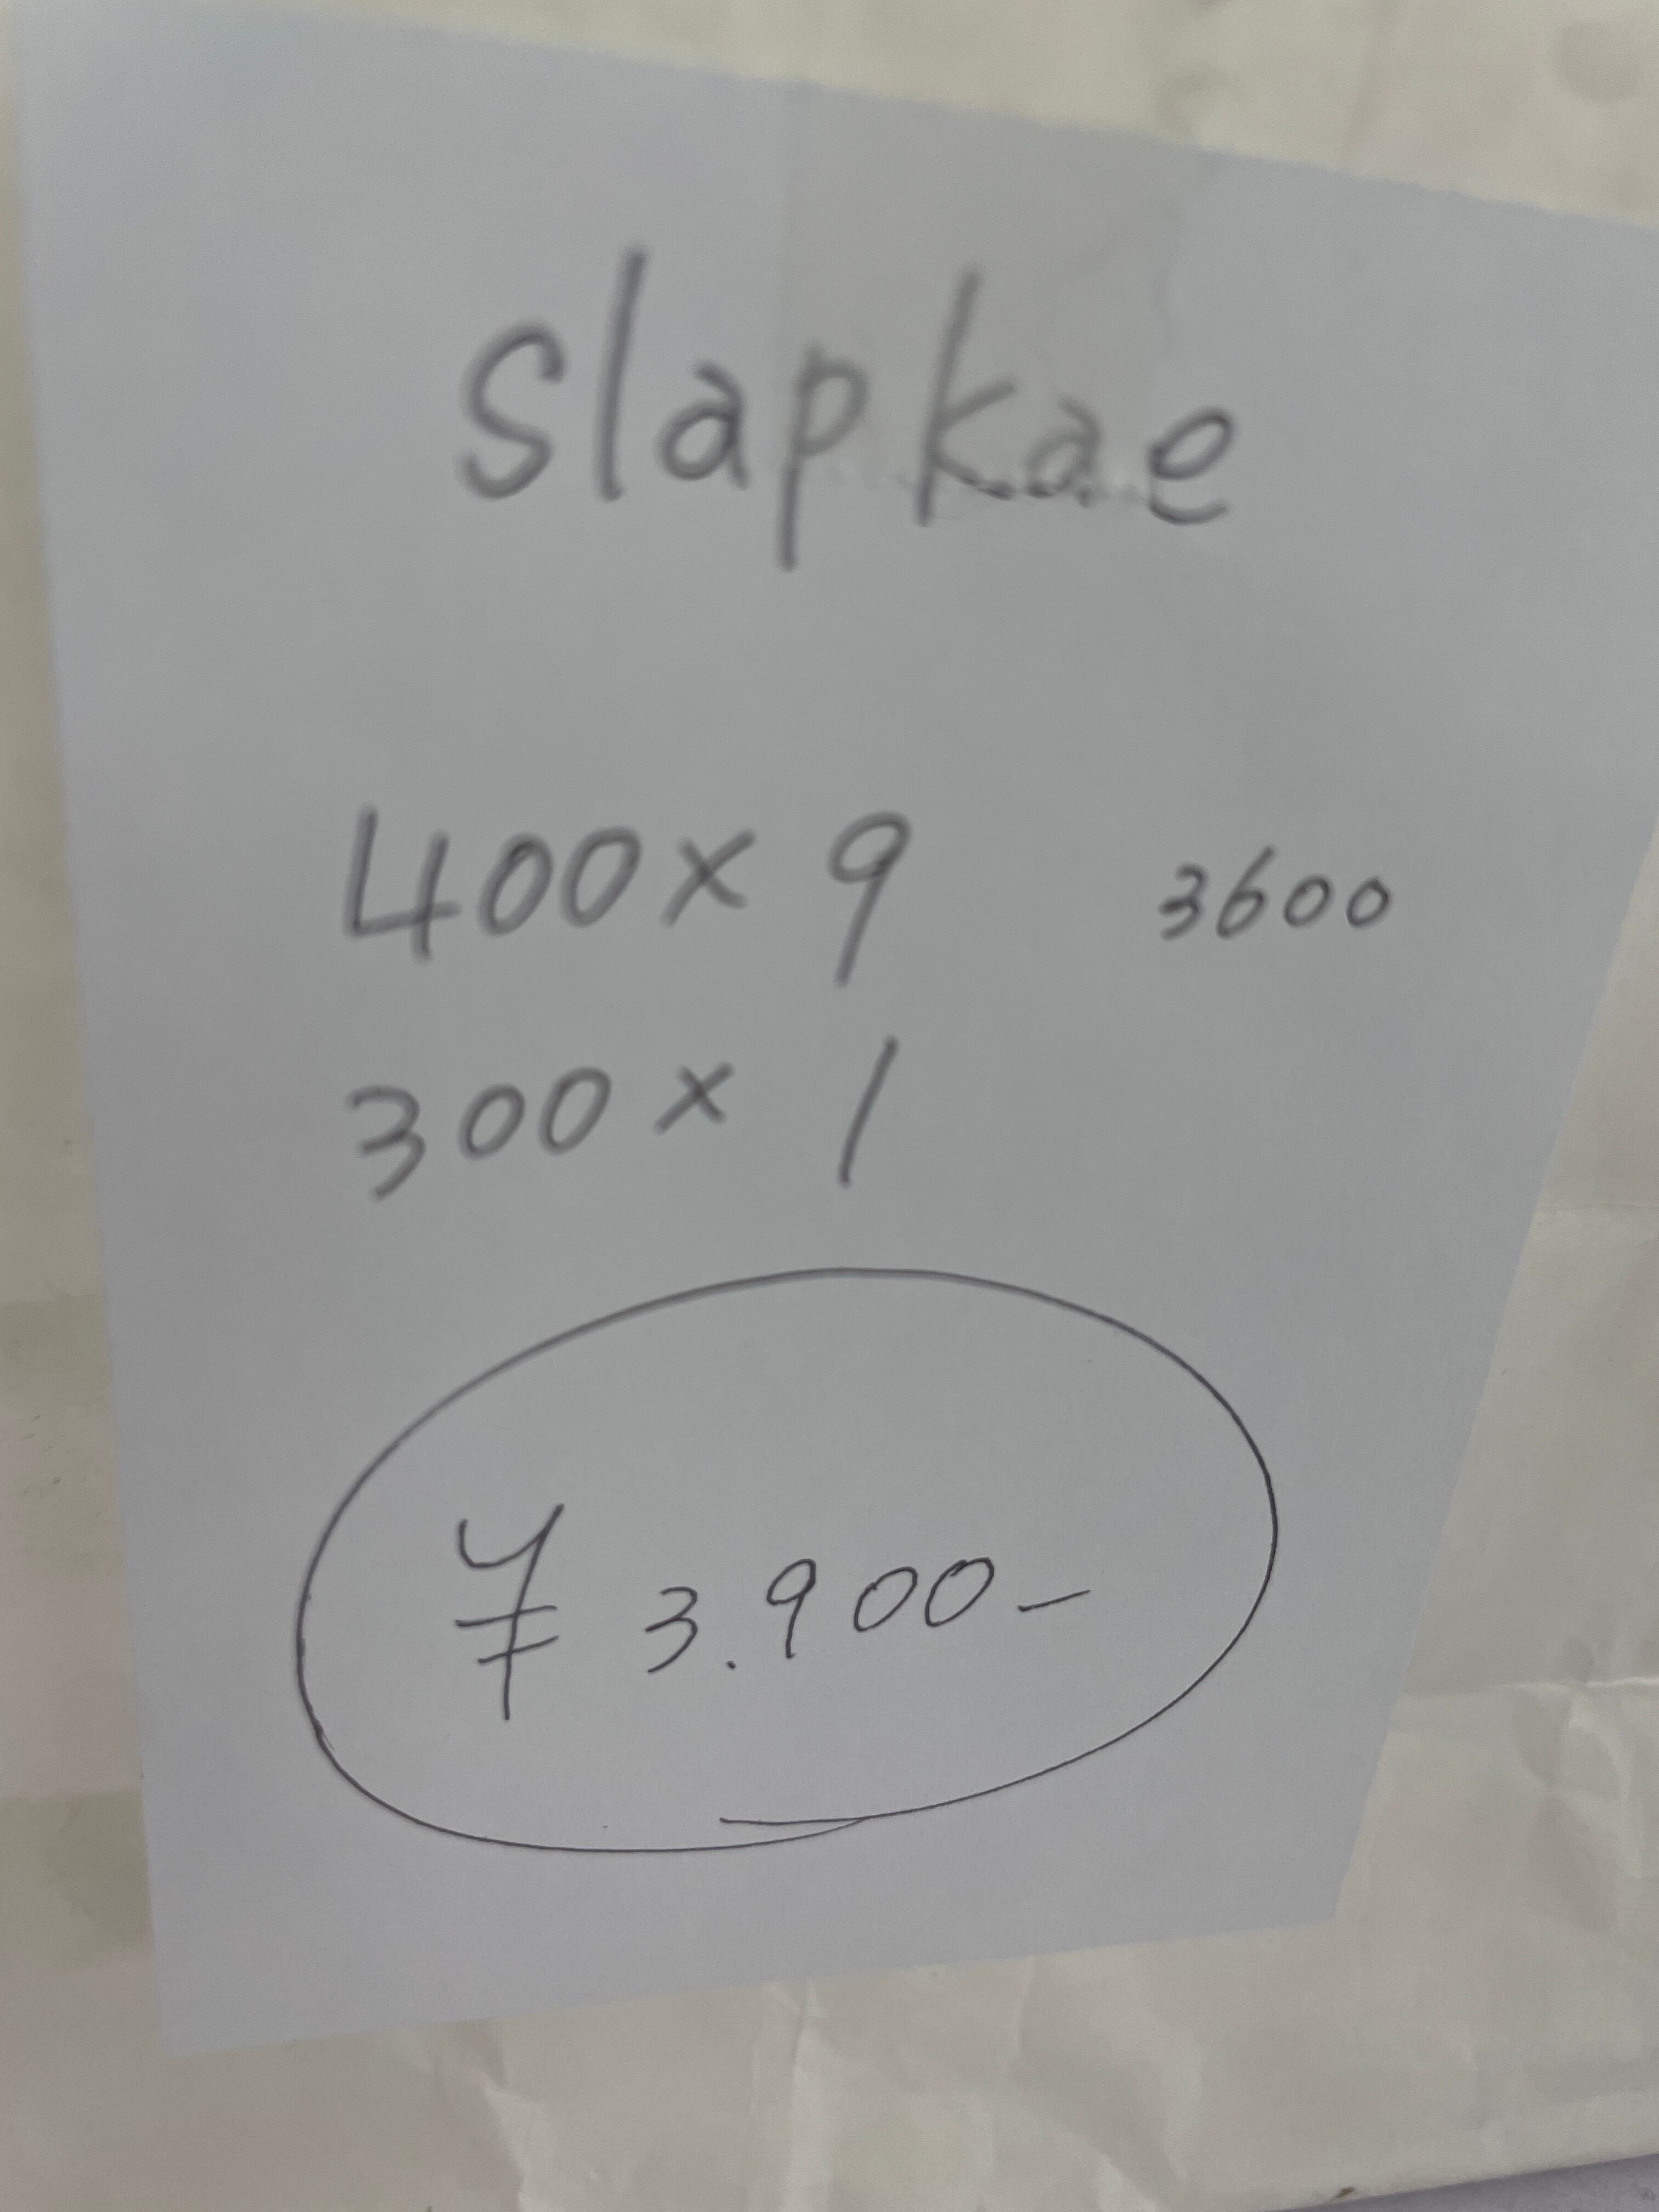 slapkae
400 × 9 3600
300 × 1
¥ 3.900-